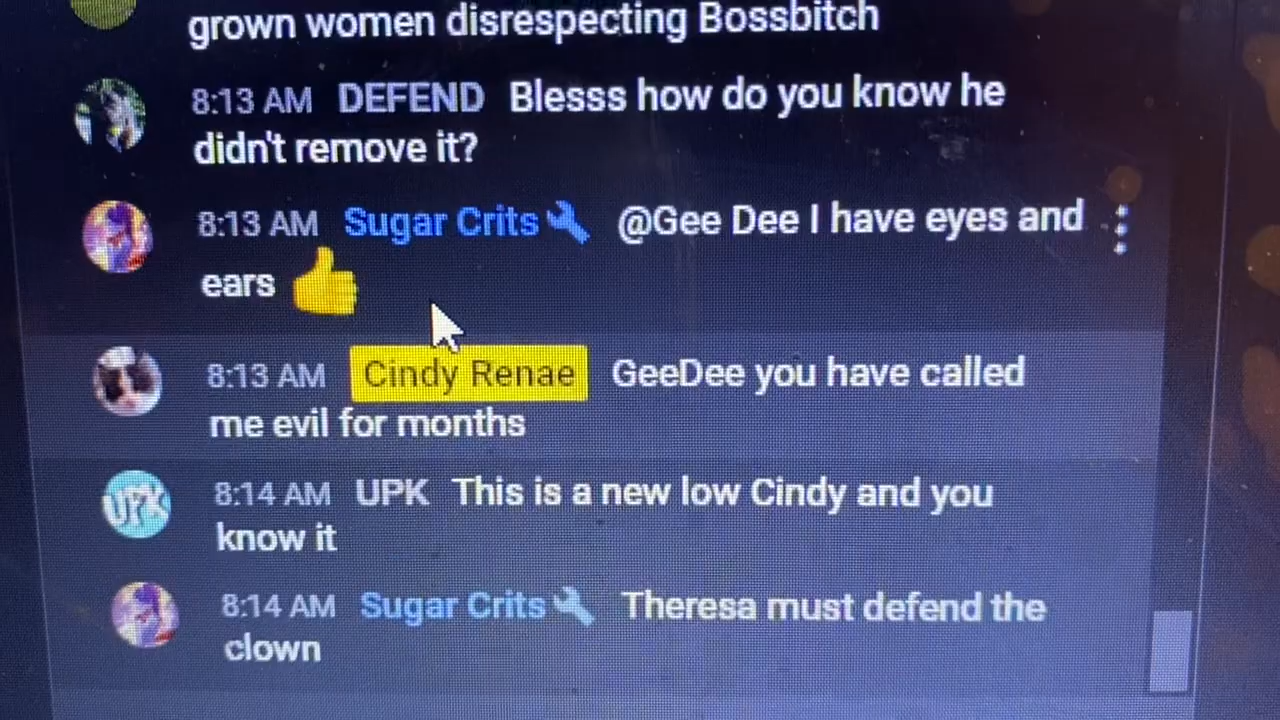 grown women disrespecting Bossbitch
8:13 AM DEFEND Blesss how do you know he
didn't remove it?
8:13 AM Sugar Crits @Gee Dee I have eyes and
ears 👍
8:13 AM Cindy Renae GeeDee you have called
me evil for months
UPK
8:14 AM UPK This is a new low Cindy and you
know it
8:14 AM Sugar Crits Theresa must defend the
clown